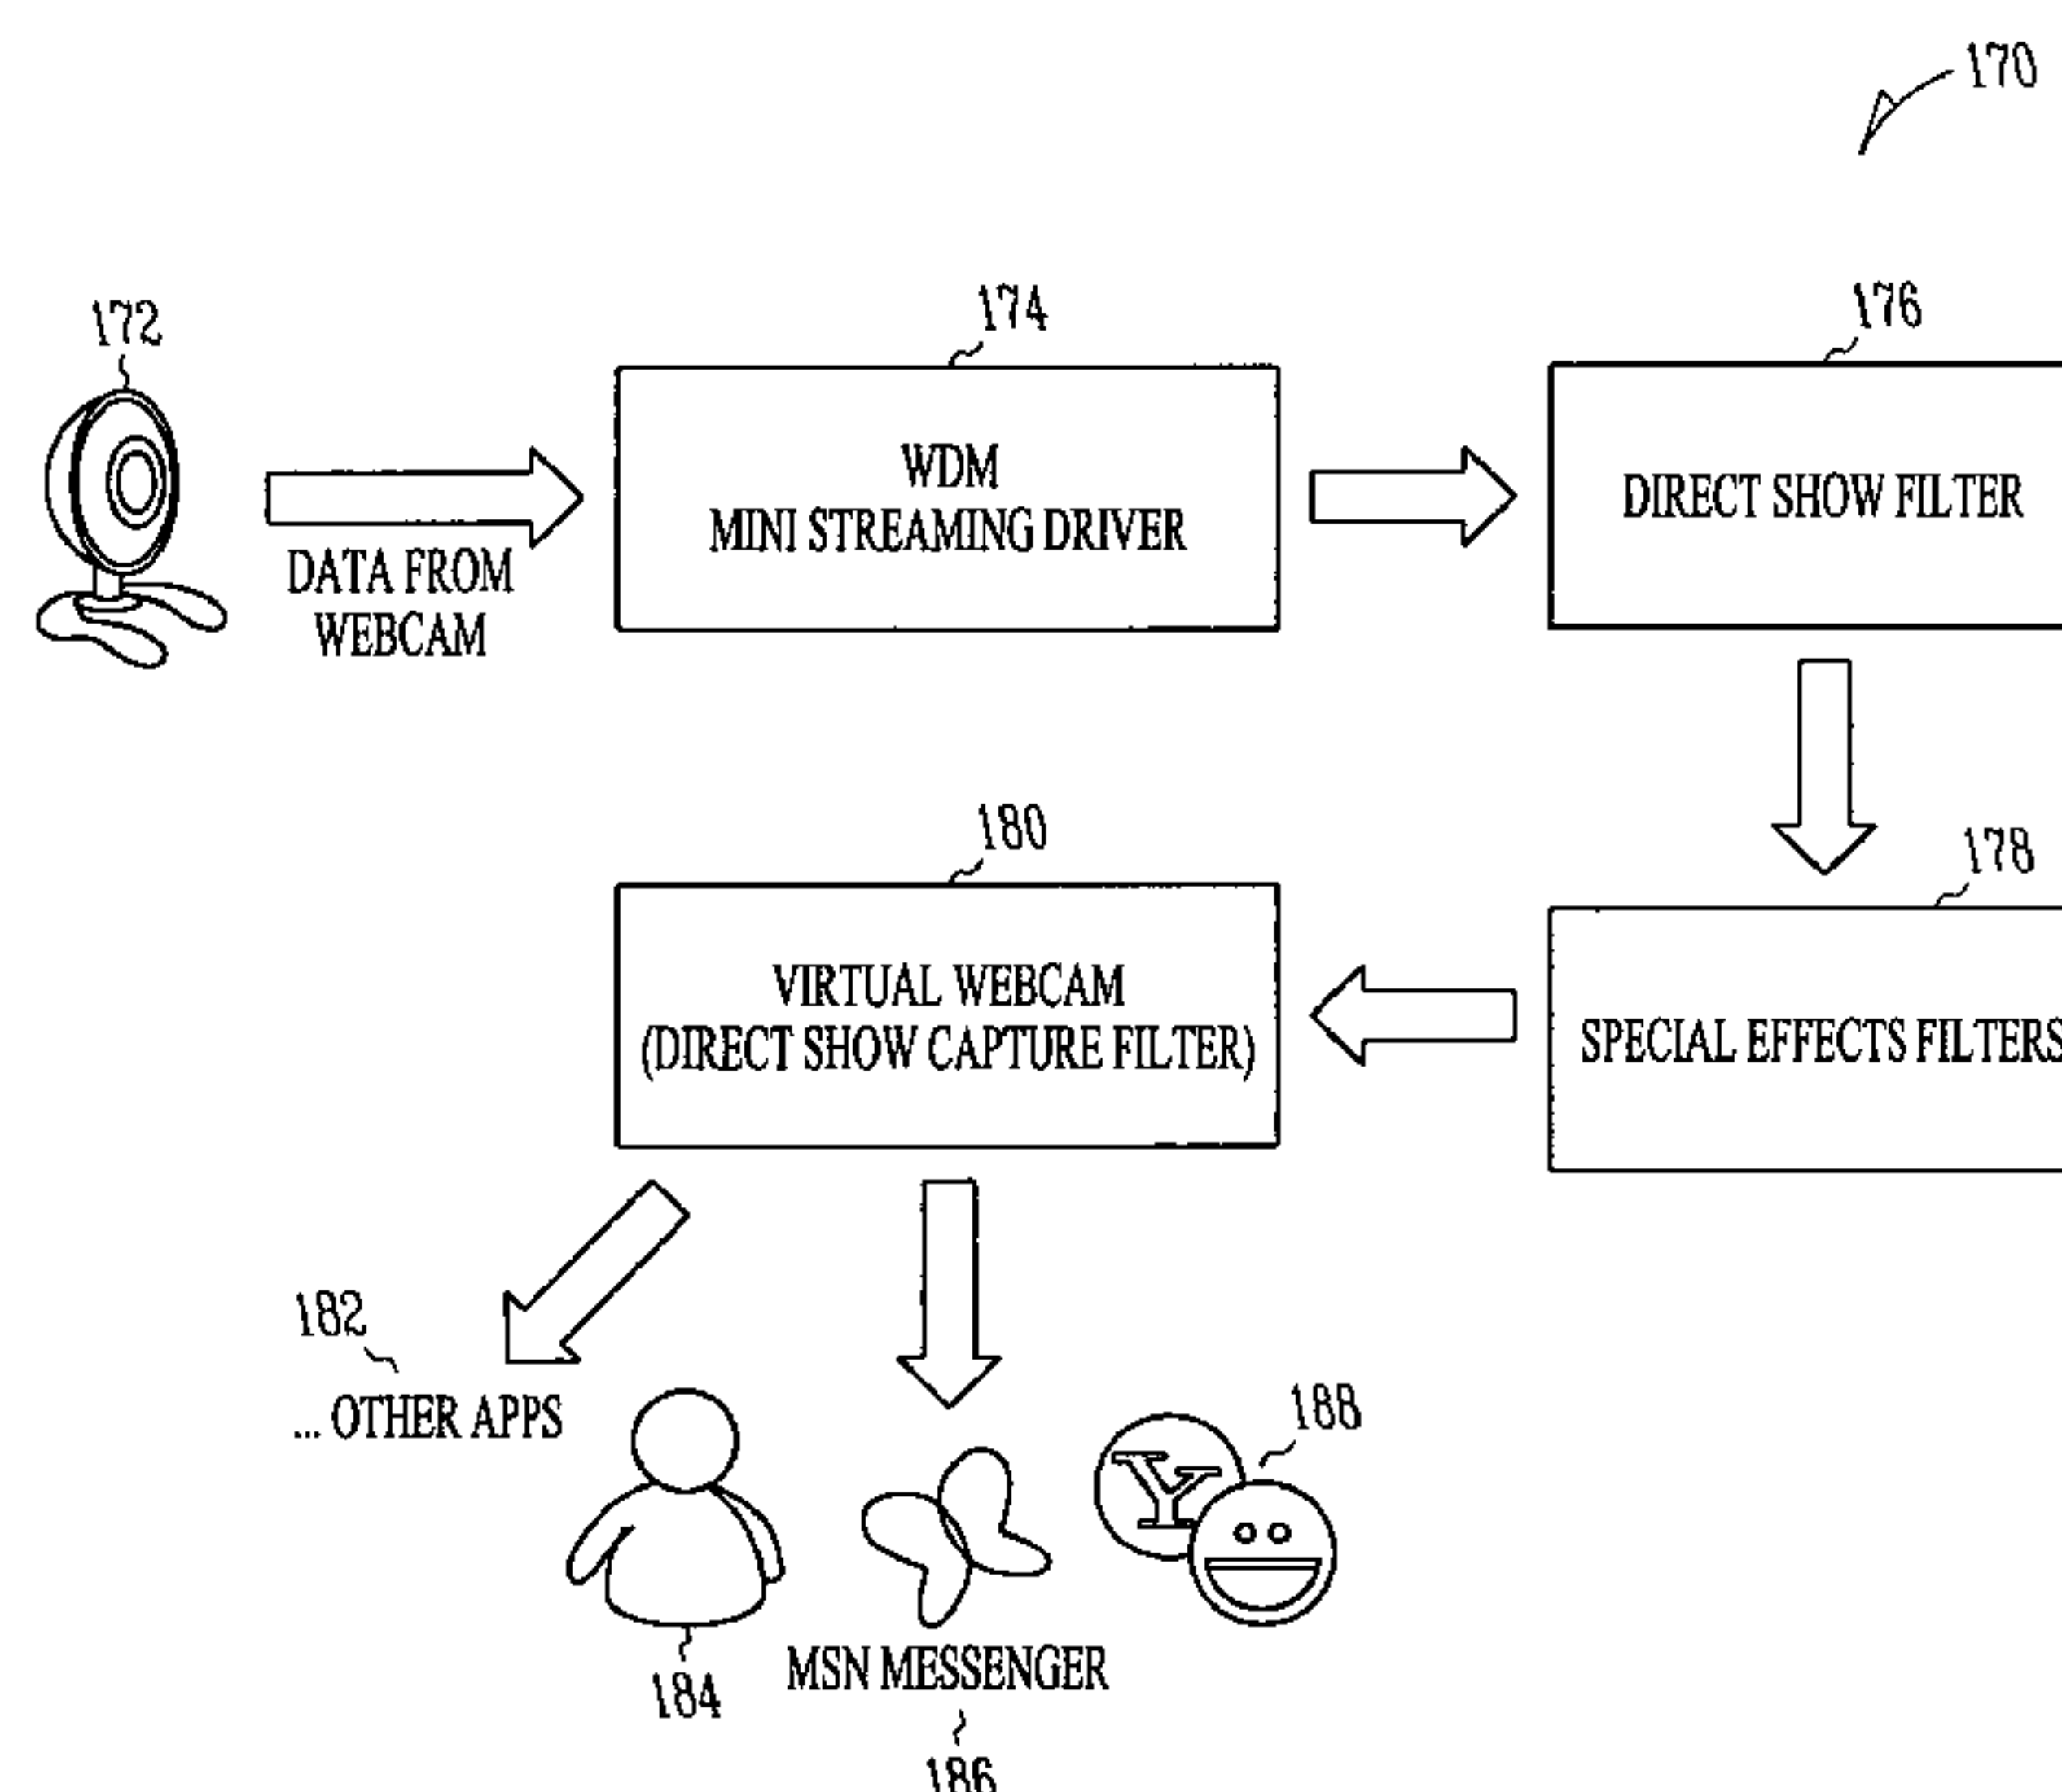 170
172
174
176
WDM
MINI STREAMING DRIVER
DIRECT SHOW FILTER
DATA FROM
WEBCAM
180
178
VIRTUAL WEBCAM
(DIRECT SHOW CAPTURE FILTER)
SPECIAL EFFECTS FILTERS
182
... OTHER APPS
188
Y
MSN MESSENGER
184
186